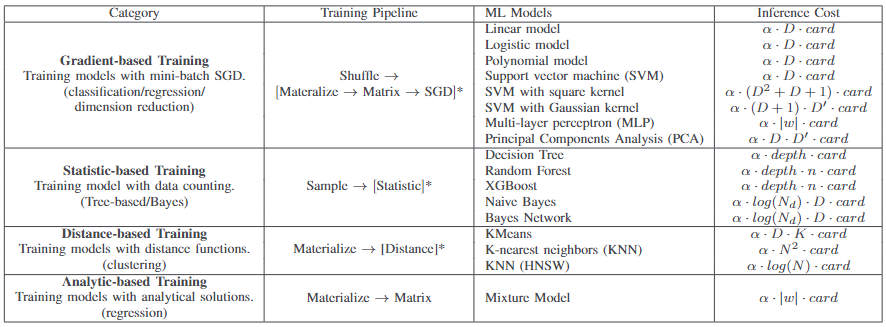 Category Training Pipeline ML Models Inference Cost
Gradient-based Training
Training models with mini-batch SGD.
(classification/regression/
dimension reduction)
Shuffle →
[Materalize → Matrix → SGD]*
Linear model α · D · card
Logistic model α · D · card
Polynomial model α · D · card
Support vector machine (SVM) α · D · card
SVM with square kernel α · (D² + D + 1) · card
SVM with Gaussian kernel α · (D + 1) · D′ · card
Multi-layer perceptron (MLP) α · |w| · card
Principal Components Analysis (PCA) α · D · D′ · card
Statistic-based Training
Training model with data counting.
(Tree-based/Bayes)
Sample → [Statistic]*
Decision Tree α · depth · card
Random Forest α · depth · n · card
XGBoost α · depth · n · card
Naive Bayes α · log(N_d) · D · card
Bayes Network α · log(N_d) · D · card
Distance-based Training
Training models with distance functions.
(clustering)
Materialize → [Distance]*
KMeans α · D · K · card
K-nearest neighbors (KNN) α · N² · card
KNN (HNSW) α · log(N) · card
Analytic-based Training
Training models with analytical solutions.
(regression)
Materialize → Matrix
Mixture Model α · |w| · card